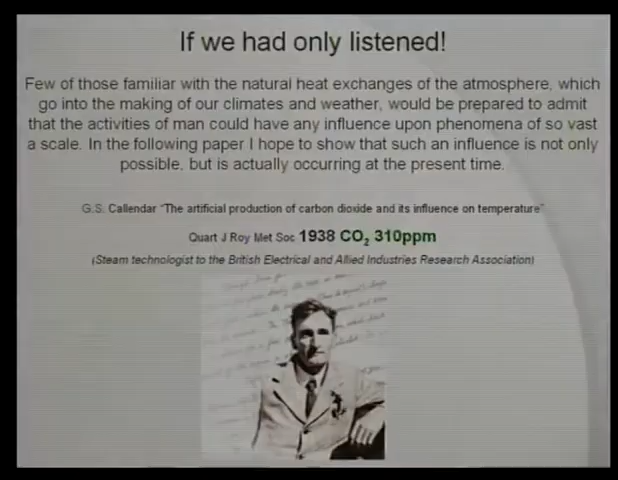 If we had only listened!
Few of those familiar with the natural heat exchanges of the atmosphere, which
go into the making of our climates and weather, would be prepared to admit
that the activities of man could have any influence upon phenomena of so vast
a scale. In the following paper I hope to show that such an influence is not only
possible, but is actually occurring at the present time.
G.S. Callendar "The artificial production of carbon dioxide and its influence on temperature"
Quart J Roy Met Soc 1938 CO₂ 310ppm
(Steam technologist to the British Electrical and Allied Industries Research Association)